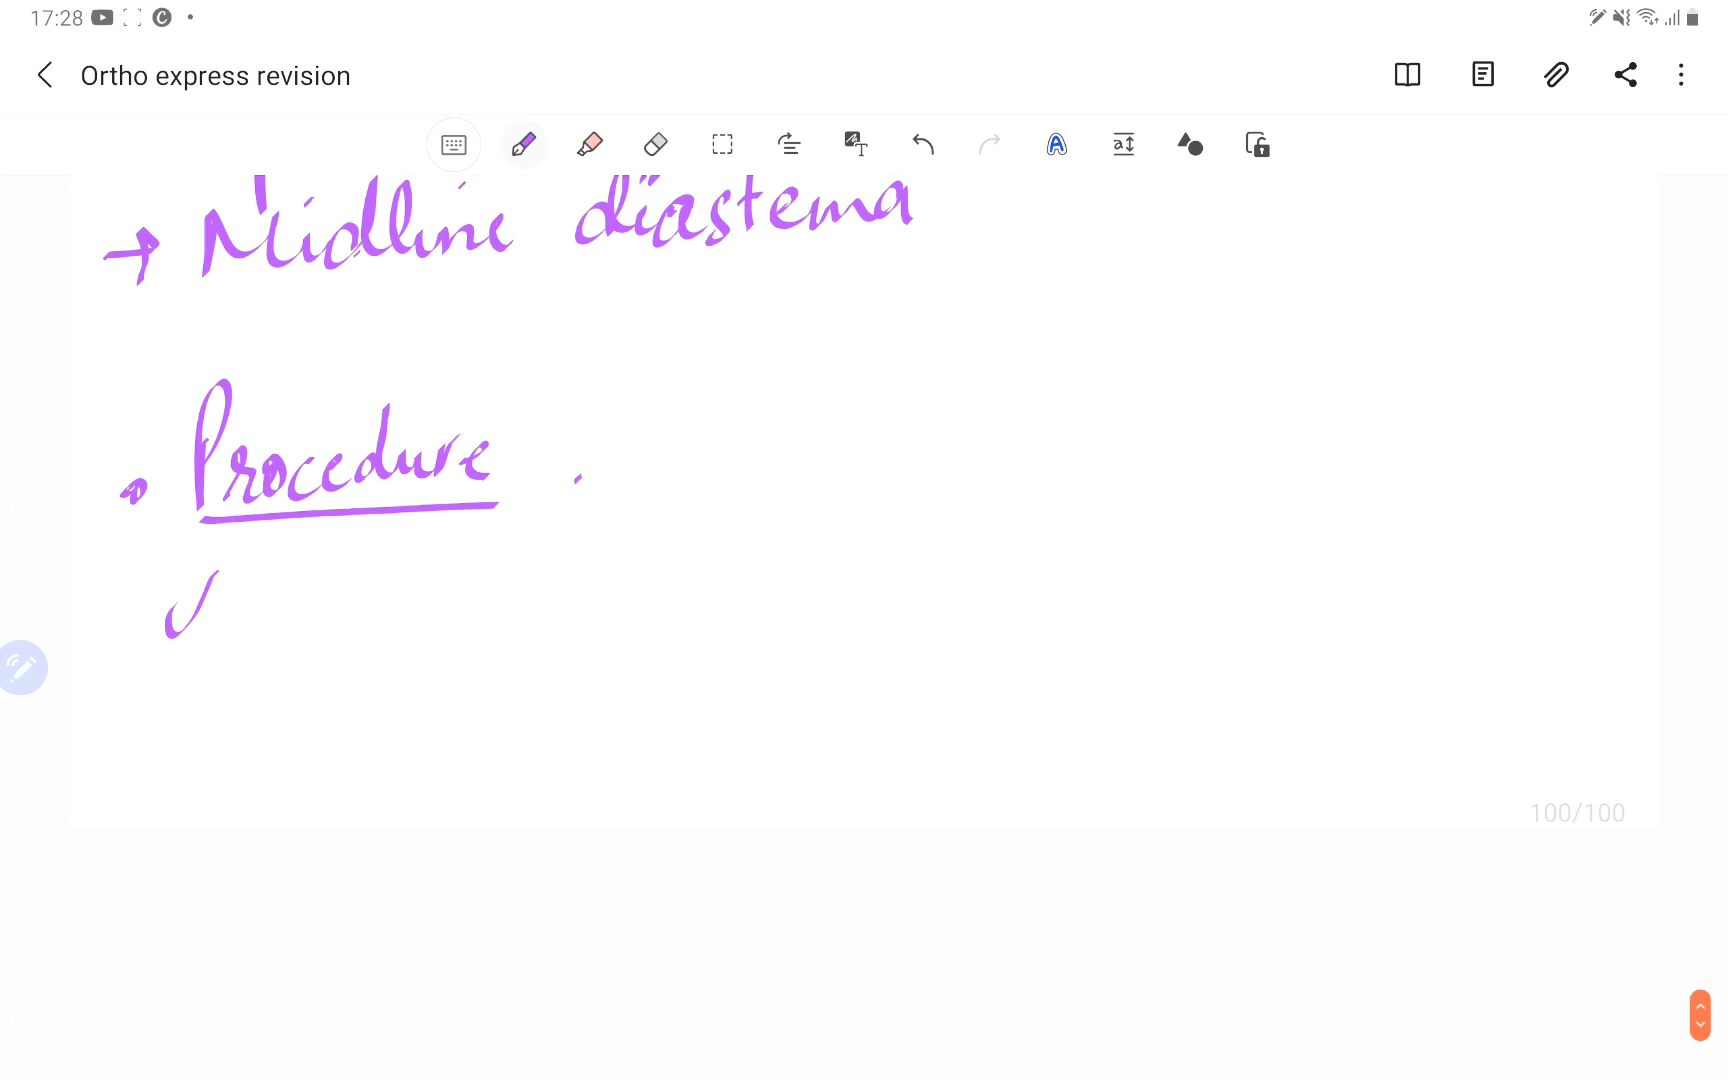 17:28
Ortho express revision
→ Midline diastema
Procedure .
100/100